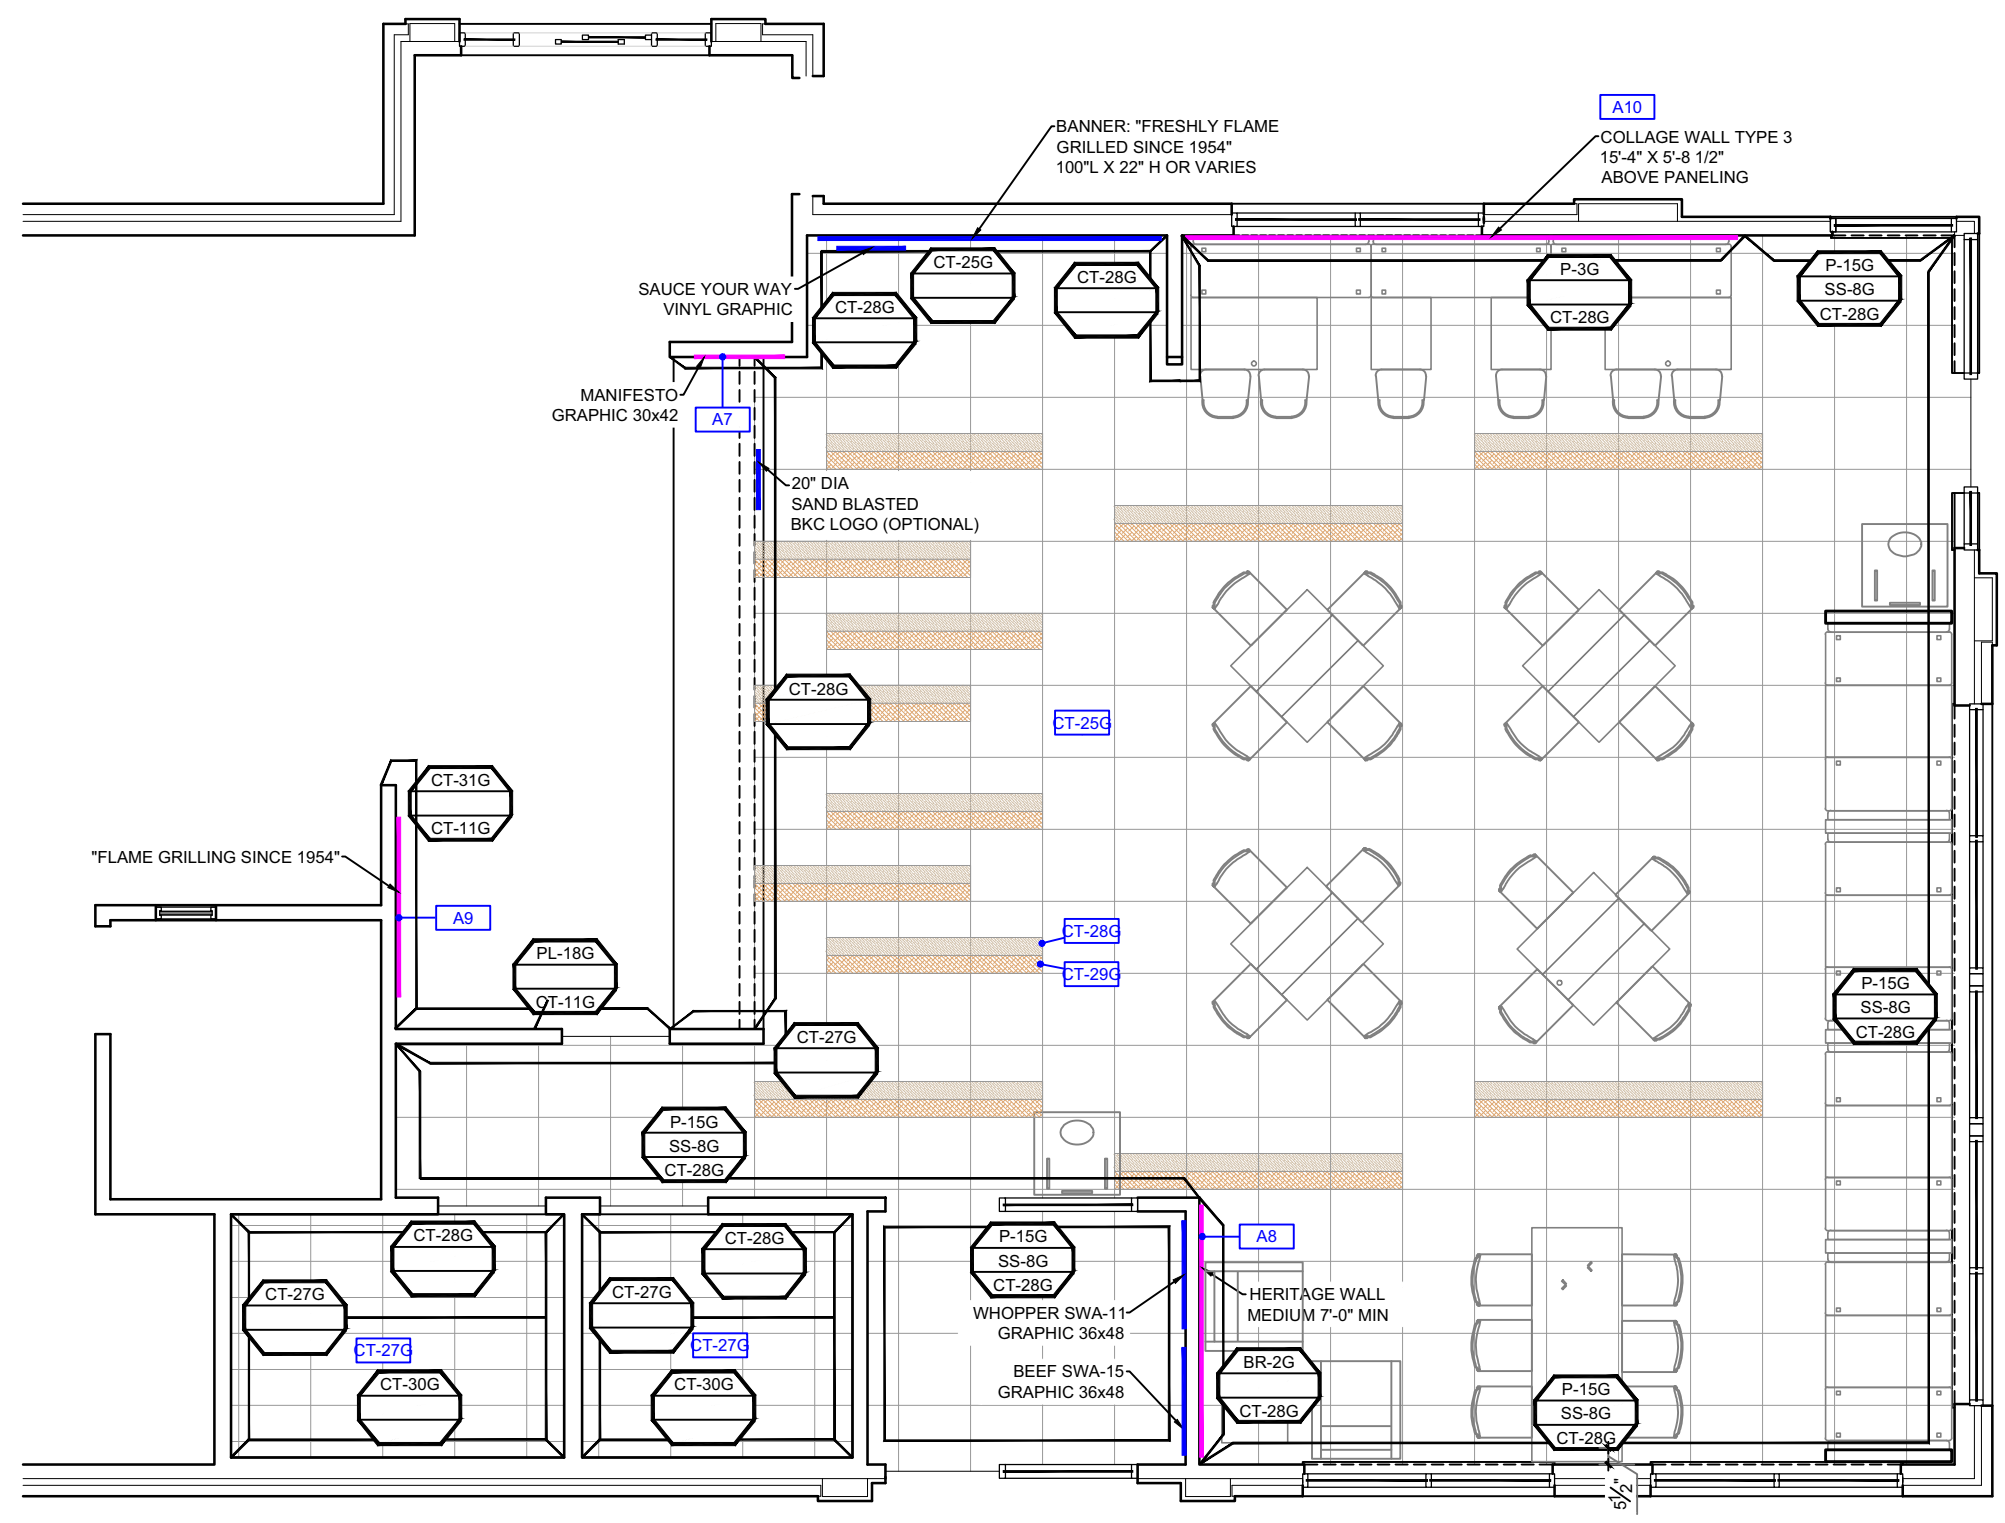 A10
BANNER: "FRESHLY FLAME
GRILLED SINCE 1954"
100"L X 22" H OR VARIES
COLLAGE WALL TYPE 3
15'-4" X 5'-8 1/2"
ABOVE PANELING
SAUCE YOUR WAY
VINYL GRAPHIC
CT-28G
CT-25G
CT-28G
P-3G
CT-28G
P-15G
SS-8G
CT-28G
MANIFESTO
GRAPHIC 30x42
A7
20" DIA
SAND BLASTED
BKC LOGO (OPTIONAL)
CT-28G
CT-25G
CT-31G
CT-11G
"FLAME GRILLING SINCE 1954"
A9
PL-18G
CT-11G
CT-28G
CT-29G
P-15G
SS-8G
CT-28G
CT-27G
P-15G
SS-8G
CT-28G
CT-28G
CT-27G
CT-27G
CT-30G
CT-28G
CT-27G
CT-27G
CT-30G
P-15G
SS-8G
CT-28G
WHOPPER SWA-11
GRAPHIC 36x48
BEEF SWA-15
GRAPHIC 36x48
A8
HERITAGE WALL
MEDIUM 7'-0" MIN
BR-2G
CT-28G
P-15G
SS-8G
CT-28G
5 1/2"